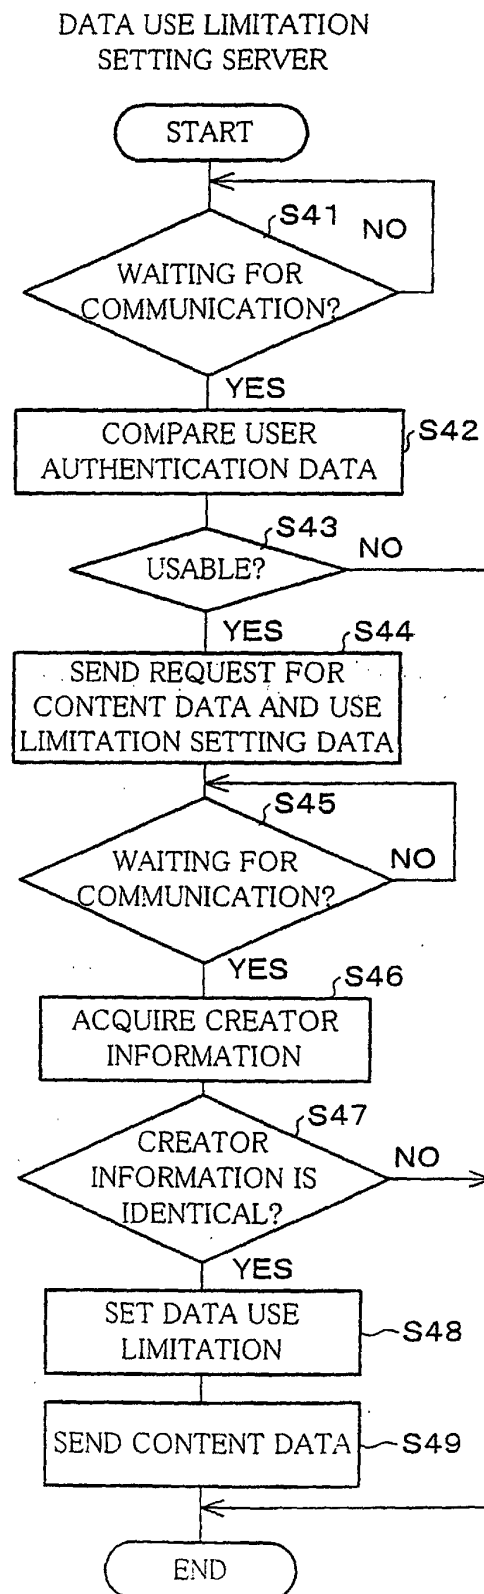 DATA USE LIMITATION
SETTING SERVER
START
S41
NO
WAITING FOR
COMMUNICATION?
YES
COMPARE USER
AUTHENTICATION DATA
S42
S43
NO
USABLE?
YES
S44
SEND REQUEST FOR
CONTENT DATA AND USE
LIMITATION SETTING DATA
S45
WAITING FOR
COMMUNICATION?
NO
YES
S46
ACQUIRE CREATOR
INFORMATION
S47
CREATOR
INFORMATION IS
IDENTICAL?
NO
YES
SET DATA USE
LIMITATION
S48
SEND CONTENT DATA
S49
END